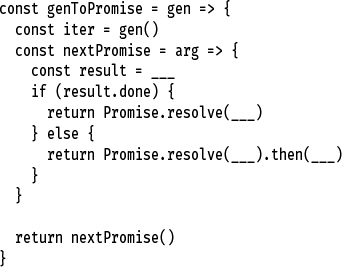 const genToPromise = gen => {
  const iter = gen()
  const nextPromise = arg => {
    const result = ___
    if (result.done) {
      return Promise.resolve(___)
    } else {
      return Promise.resolve(___).then(___)
    }
  }

  return nextPromise()
}